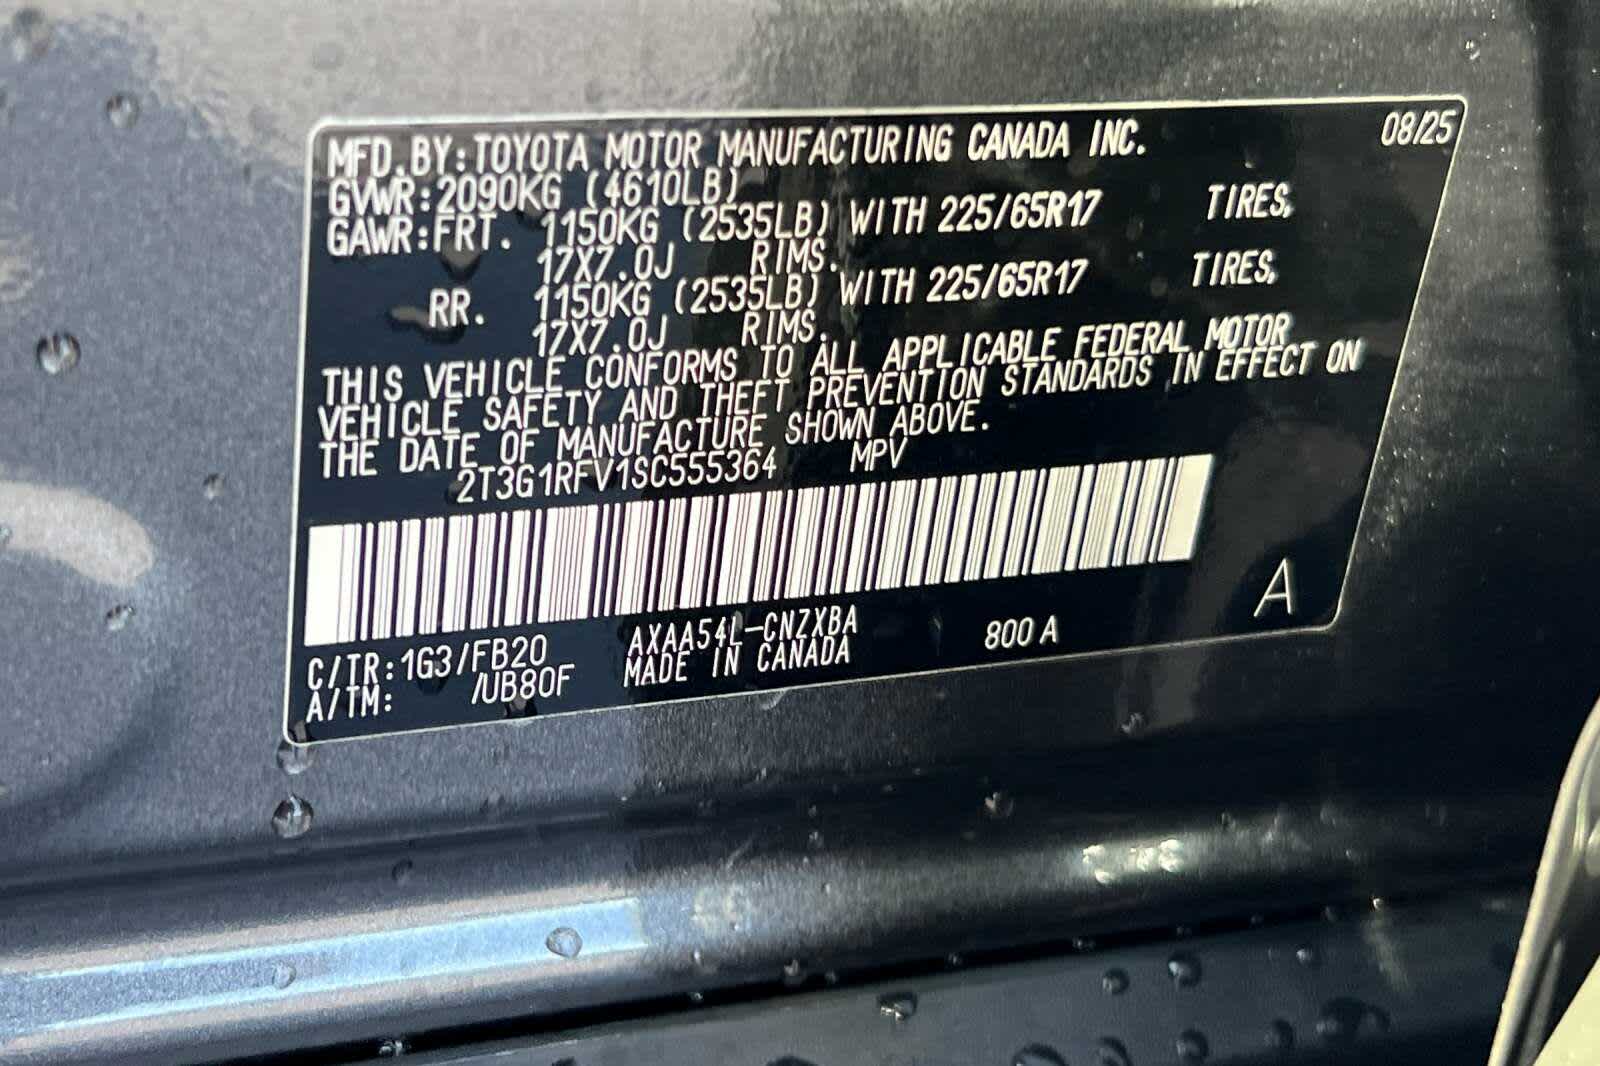 08/25
MFD.BY:TOYOTA MOTOR MANUFACTURING CANADA INC.
GVWR:2090KG (4610LB)
GAWR:FRT. 1150KG (2535LB) WITH 225/65R17 TIRES,
17X7.0J RIMS.
RR. 1150KG (2535LB) WITH 225/65R17 TIRES,
17X7.0J RIMS.
THIS VEHICLE CONFORMS TO ALL APPLICABLE FEDERAL MOTOR
VEHICLE SAFETY AND THEFT PREVENTION STANDARDS IN EFFECT ON
THE DATE OF MANUFACTURE SHOWN ABOVE.
2T3G1RFV1SC555364 MPV
C/TR:1G3/FB20 AXAA54L-CNZXBA 800 A A
A/TM: /UB80F MADE IN CANADA